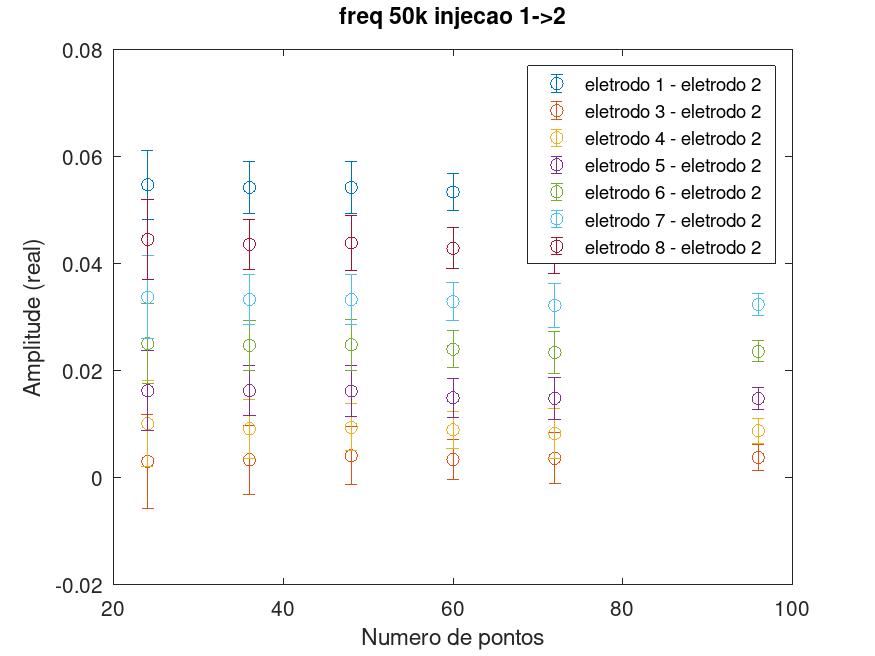 freq 50k injecao 1->2
0.08
0.06
0.04
0.02
0
-0.02
Amplitude (real)
eletrodo 1 - eletrodo 2
eletrodo 3 - eletrodo 2
eletrodo 4 - eletrodo 2
eletrodo 5 - eletrodo 2
eletrodo 6 - eletrodo 2
eletrodo 7 - eletrodo 2
eletrodo 8 - eletrodo 2
20 40 60 80 100
Numero de pontos